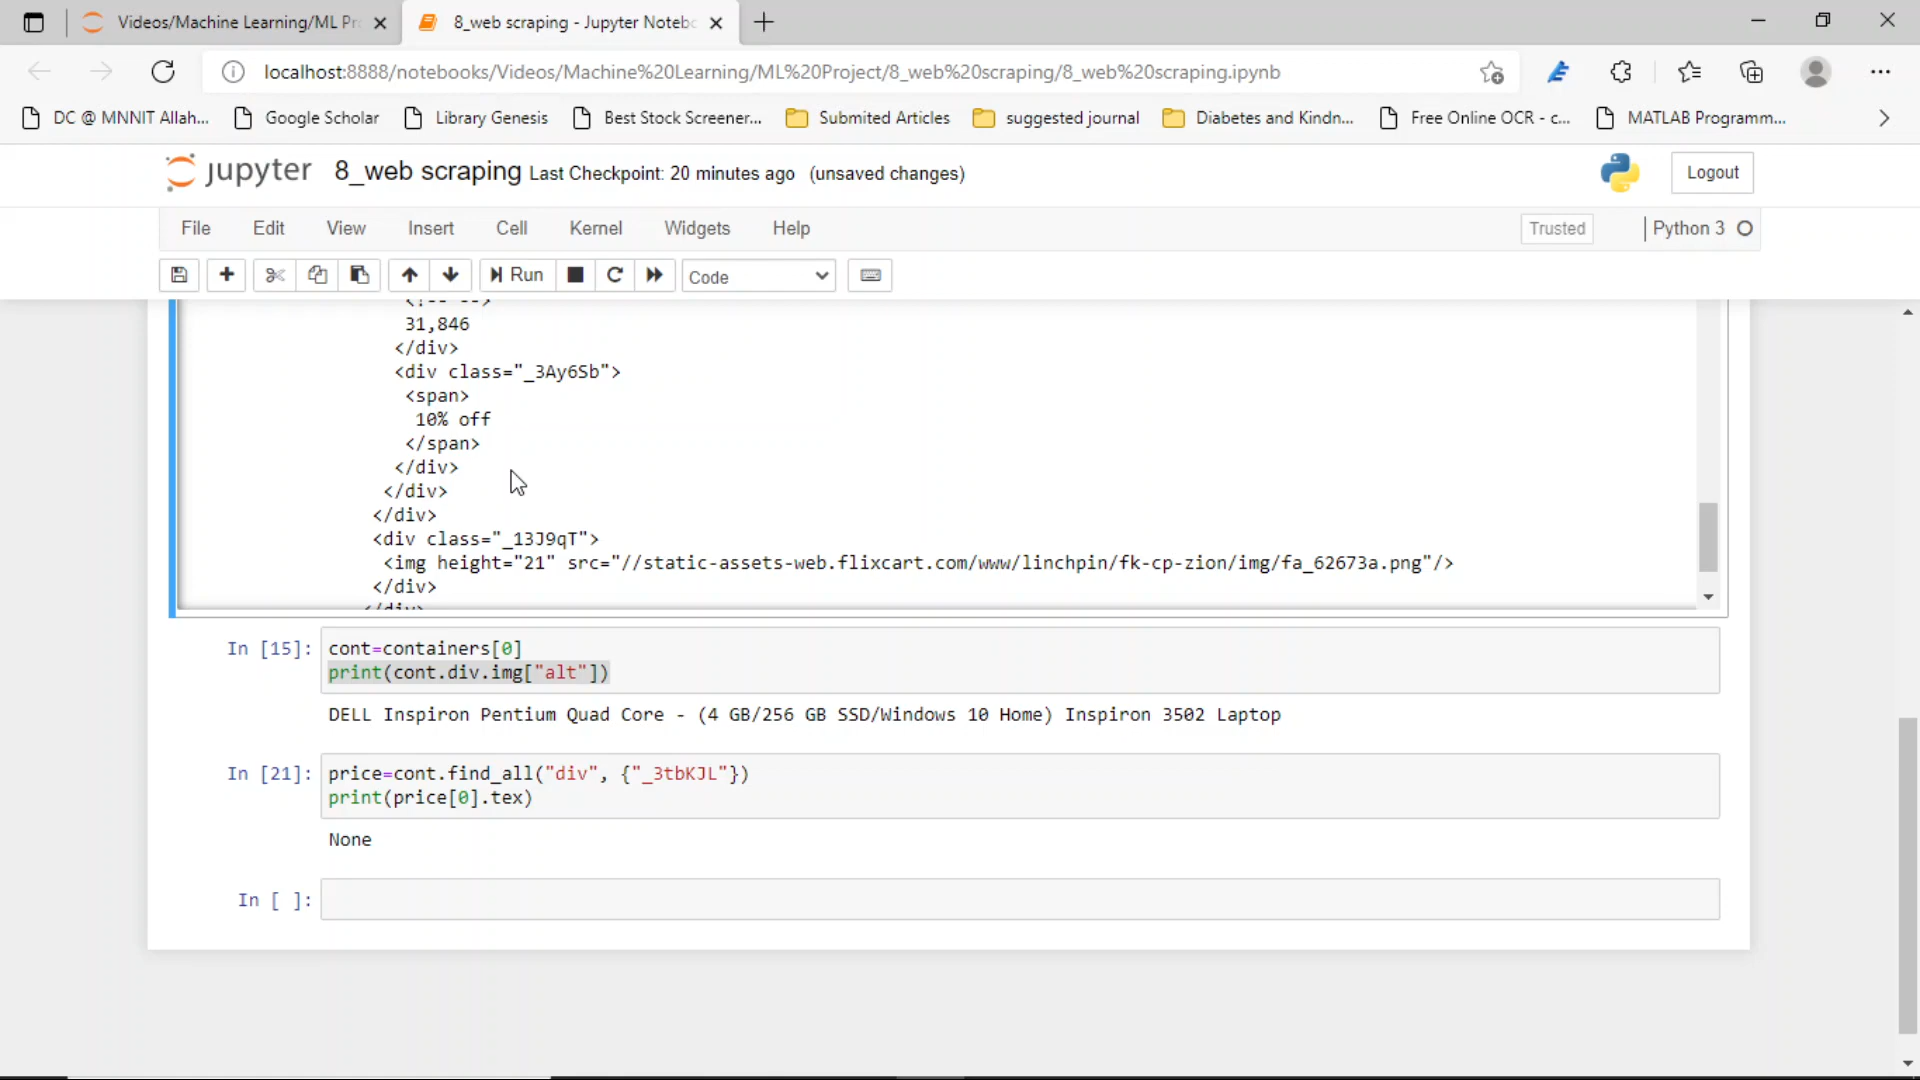 Videos/Machine Learning/ML Pr
8_web scraping - Jupyter Notebo
localhost:8888/notebooks/Videos/Machine%20Learning/ML%20Project/8_web%20scraping/8_web%20scraping.ipynb
DC @ MNNIT Allah...
Google Scholar
Library Genesis
Best Stock Screener...
Submited Articles
suggested journal
Diabetes and Kindn...
Free Online OCR - c...
MATLAB Programm...
jupyter 8_web scraping Last Checkpoint: 20 minutes ago (unsaved changes)
Logout
File Edit View Insert Cell Kernel Widgets Help
Trusted
Python 3
Run
Code
31,846
</div>
<div class="_3Ay6Sb">
<span>
10% off
</span>
</div>
</div>
</div>
<div class="_13J9qT">
<img height="21" src="//static-assets-web.flixcart.com/www/linchpin/fk-cp-zion/img/fa_62673a.png"/>
</div>
</div>
In [15]: cont=containers[0]
print(cont.div.img["alt"])
DELL Inspiron Pentium Quad Core - (4 GB/256 GB SSD/Windows 10 Home) Inspiron 3502 Laptop
In [21]: price=cont.find_all("div", {"_3tbKJL"})
print(price[0].tex)
None
In [ ]: